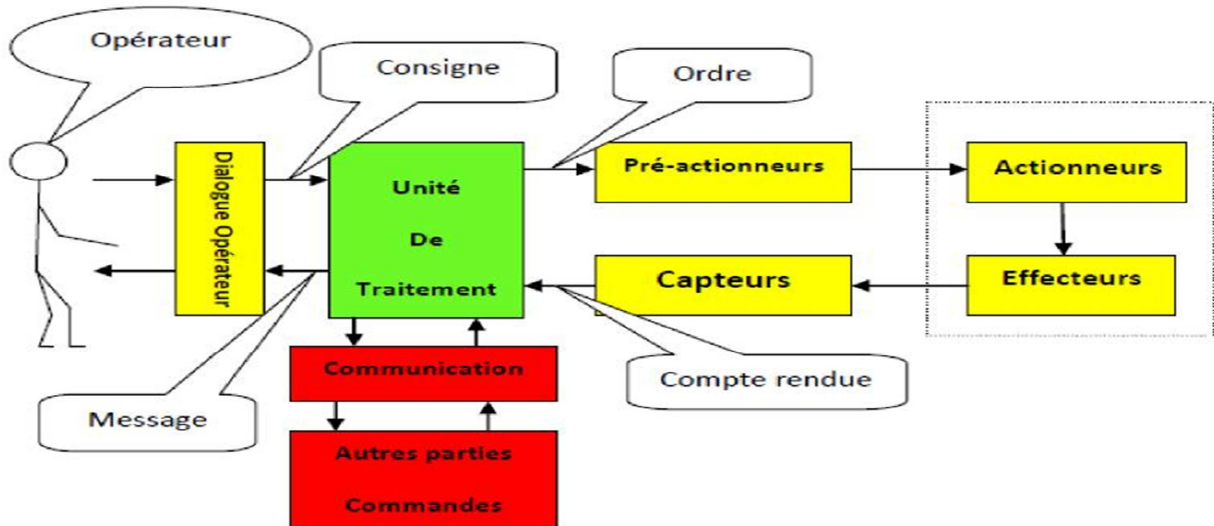 Opérateur
Consigne
Ordre
Dialogue Opérateur
Unité
De
Traitement
Pré-actionneurs
Actionneurs
Capteurs
Effecteurs
Communication
Compte rendue
Message
Autres parties
Commandes